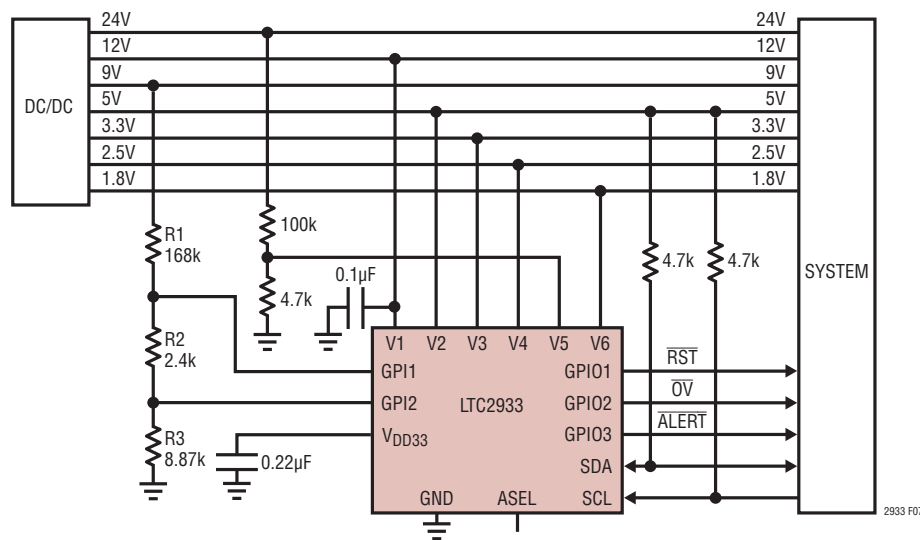 24V
24V
12V
12V
9V
9V
DC/DC
5V
5V
3.3V
3.3V
2.5V
2.5V
1.8V
1.8V
R1
168k
100k
4.7k
4.7k
SYSTEM
0.1µF
4.7k
R2
2.4k
V1
V2
V3
V4
V5
V6
GPI1
GPIO1
RST
GPI2
LTC2933
GPIO2
OV
VDD33
GPIO3
ALERT
R3
8.87k
0.22µF
SDA
GND
ASEL
SCL
2933 F07